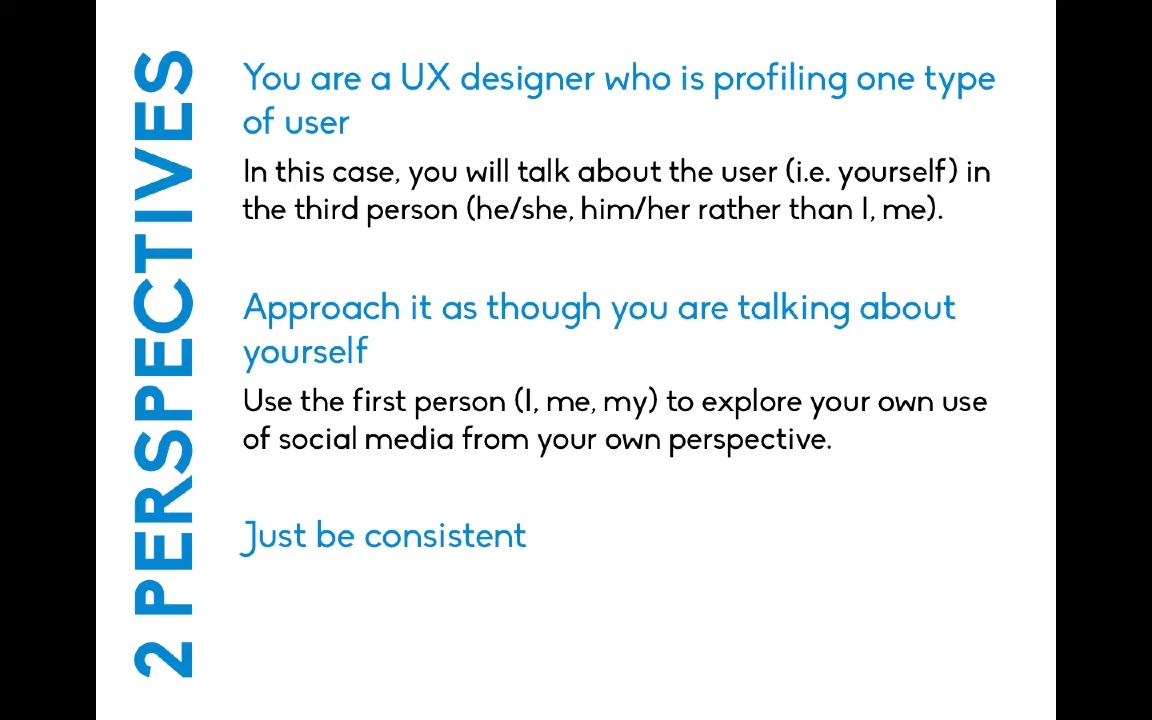 2 PERSPECTIVES
You are a UX designer who is profiling one type
of user
In this case, you will talk about the user (i.e. yourself) in
the third person (he/she, him/her rather than I, me).
Approach it as though you are talking about
yourself
Use the first person (I, me, my) to explore your own use
of social media from your own perspective.
Just be consistent